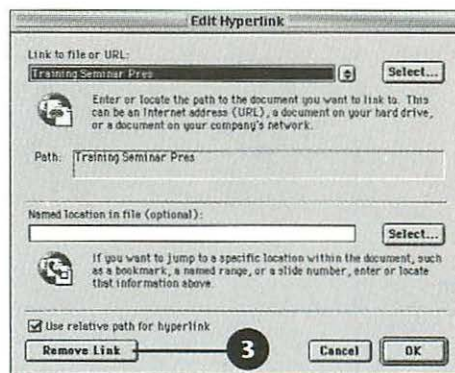 Edit Hyperlink
Link to file or URL:
Training Seminar Pres
Select...
Enter or locate the path to the document you want to link to. This
can be an Internet address (URL), a document on your hard drive,
or a document on your company's network.
Path: Training Seminar Pres
Named location in file (optional):
Select...
If you want to jump to a specific location within the document, such
as a bookmark, a named range, or a slide number, enter or locate
that information above.
Use relative path for hyperlink
Remove Link 3 Cancel OK